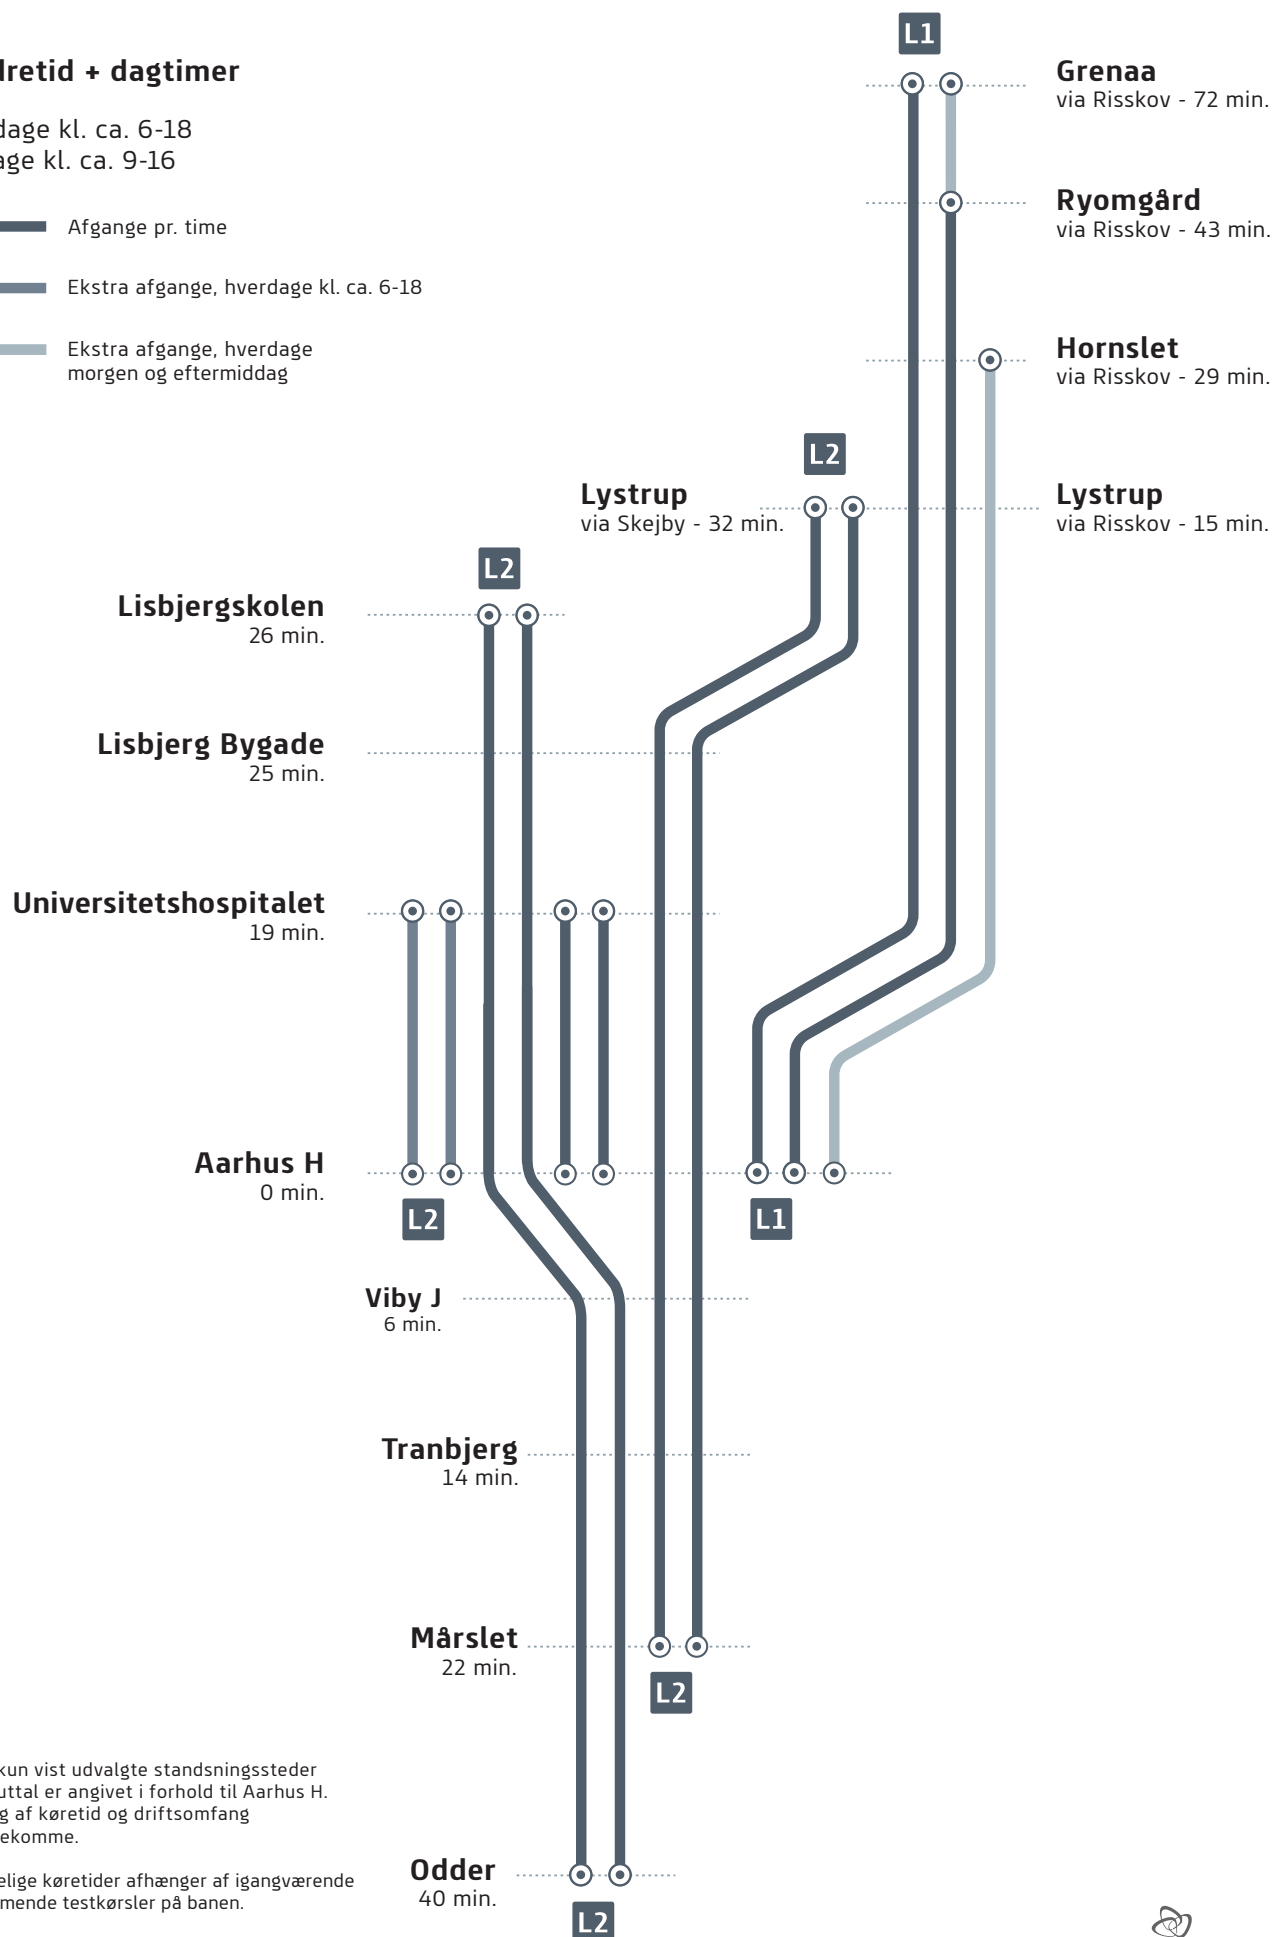 L1
dretid + dagtimer
dage kl. ca. 6-18
age kl. ca. 9-16
Afgange pr. time
Ekstra afgange, hverdage kl. ca. 6-18
Ekstra afgange, hverdage
morgen og eftermiddag
Grenaa
via Risskov - 72 min.
Ryomgård
via Risskov - 43 min.
Hornslet
via Risskov - 29 min.
L2
Lystrup
via Skejby - 32 min.
Lystrup
via Risskov - 15 min.
L2
Lisbjergskolen
26 min.
Lisbjerg Bygade
25 min.
Universitetshospitalet
19 min.
Aarhus H
0 min.
L2
L1
Viby J
6 min.
Tranbjerg
14 min.
Mårslet
22 min.
L2
kun vist udvalgte standsningssteder
uttal er angivet i forhold til Aarhus H.
g af køretid og driftsomfang
ekomme.
elige køretider afhænger af igangværende
mende testkørsler på banen.
Odder
40 min.
L2